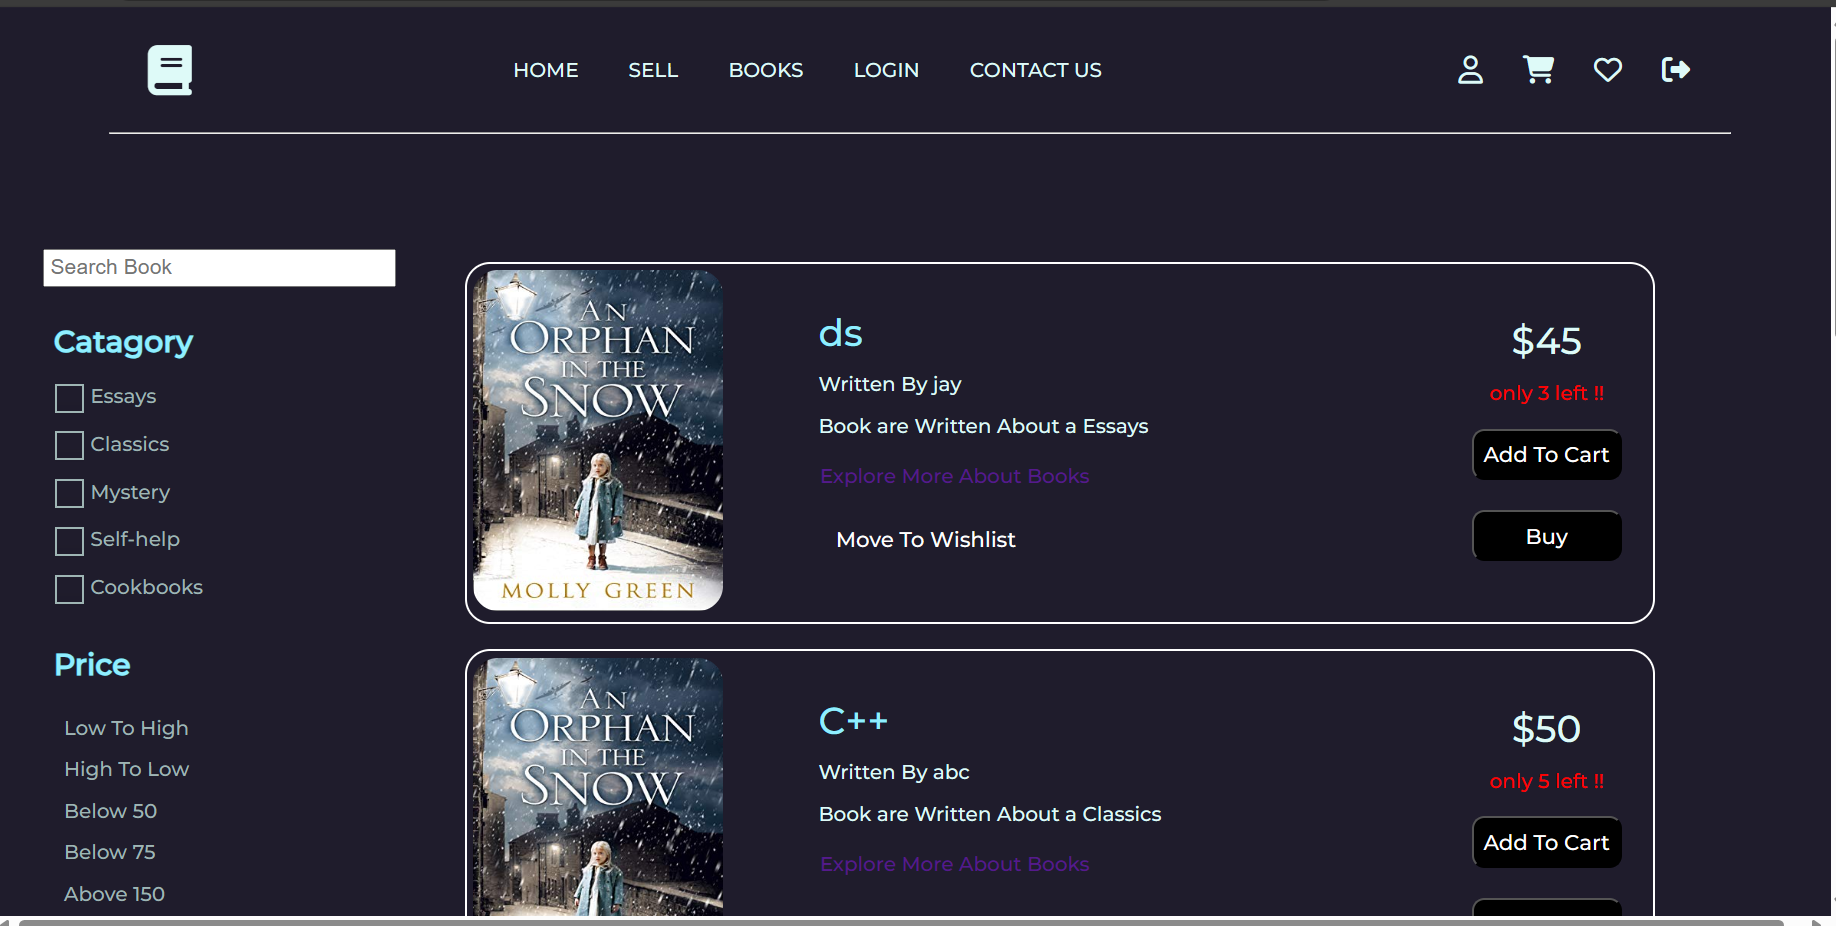 HOME SELL BOOKS LOGIN CONTACT US
Search Book
Catagory
Essays
Classics
Mystery
Self-help
Cookbooks
Price
Low To High
High To Low
Below 50
Below 75
Above 150
AN
ORPHAN
IN THE
SNOW
MOLLY GREEN
ds
Written By jay
Book are Written About a Essays
Explore More About Books
Move To Wishlist
$45
only 3 left !!
Add To Cart
Buy
AN
ORPHAN
IN THE
SNOW
C++
Written By abc
Book are Written About a Classics
Explore More About Books
$50
only 5 left !!
Add To Cart